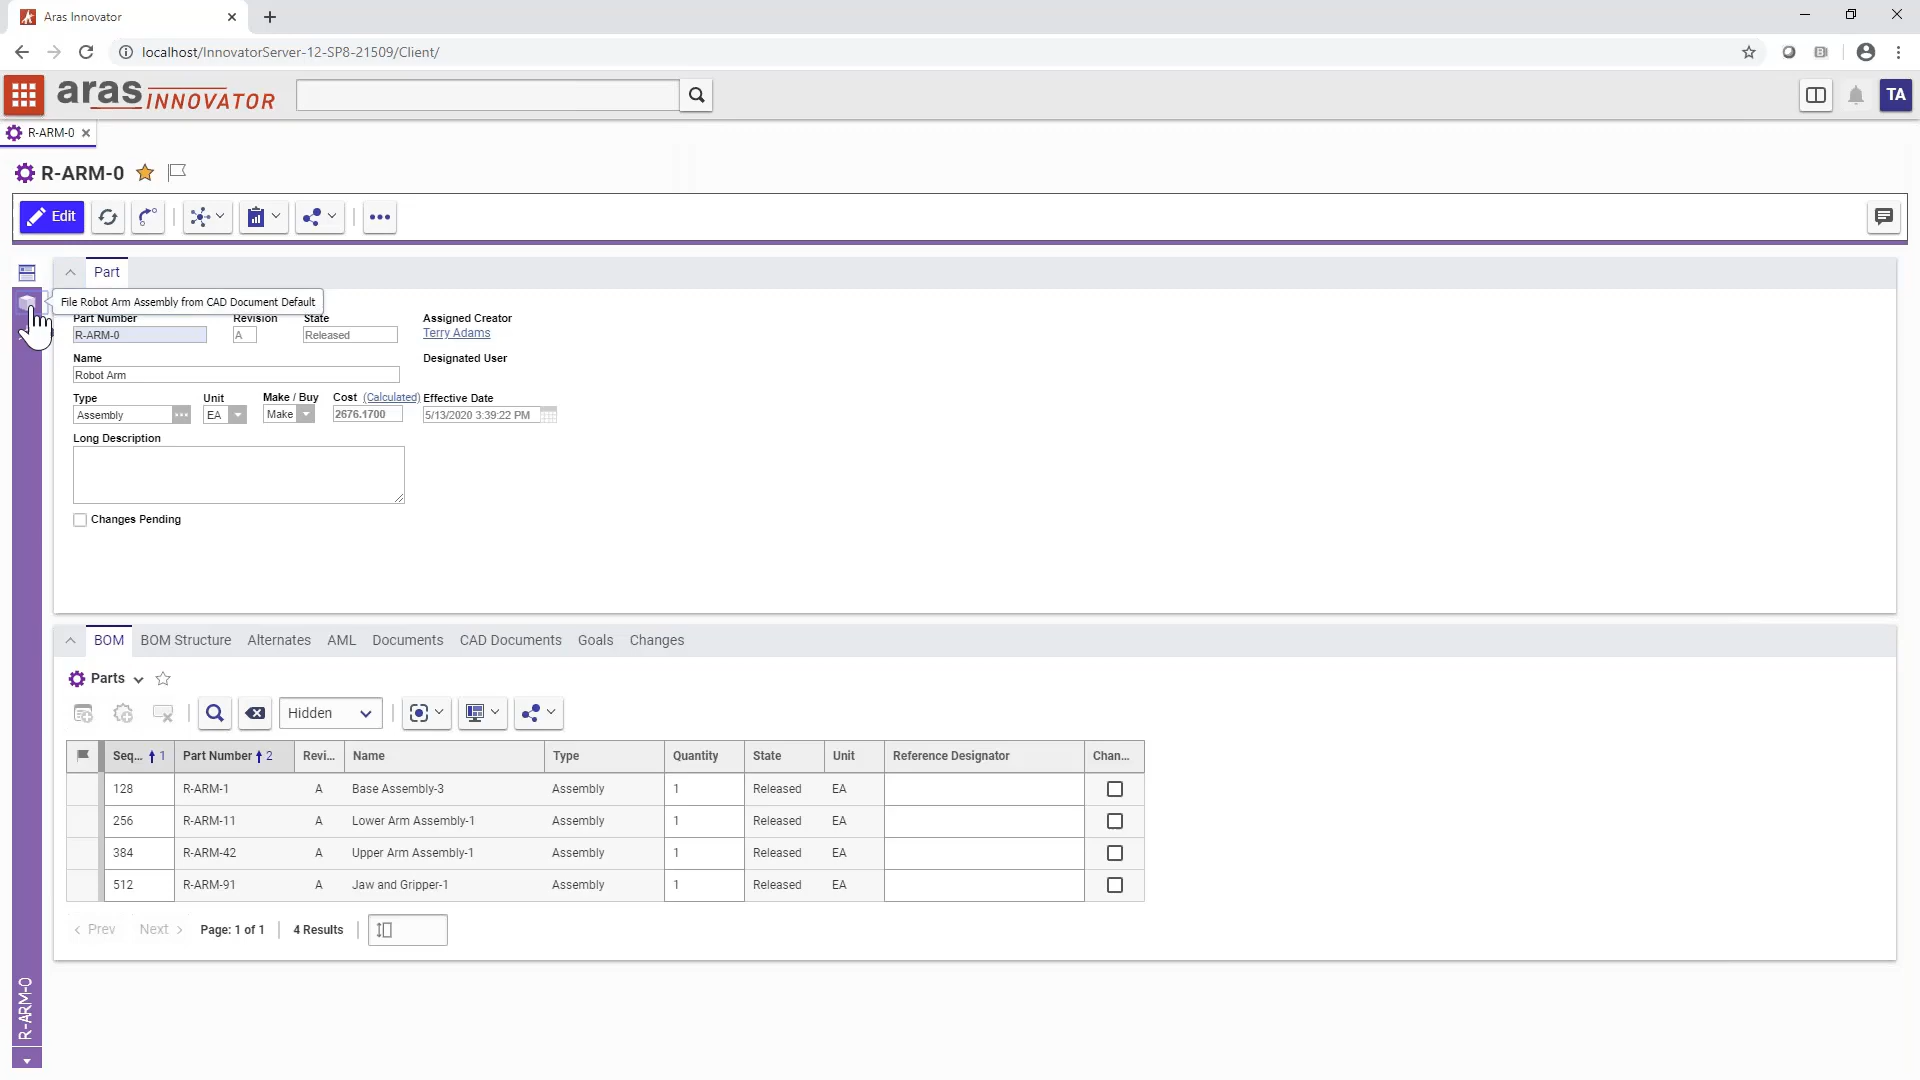 Aras Innovator
localhost/InnovatorServer-12-SP8-21509/Client/
aras INNOVATOR
TA
R-ARM-0
R-ARM-0
Edit
Part
File Robot Arm Assembly from CAD Document Default
Part Number Revision State Assigned Creator
R-ARM-0 A Released Terry Adams
Name Designated User
Robot Arm
Type Unit Make / Buy Cost (Calculated) Effective Date
Assembly EA Make 2676.1700 5/13/2020 3:39:22 PM
Long Description
Changes Pending
BOM BOM Structure Alternates AML Documents CAD Documents Goals Changes
Parts
Hidden
Seq... 1 Part Number 2 Revi... Name Type Quantity State Unit Reference Designator Chan...
128 R-ARM-1 A Base Assembly-3 Assembly 1 Released EA
256 R-ARM-11 A Lower Arm Assembly-1 Assembly 1 Released EA
384 R-ARM-42 A Upper Arm Assembly-1 Assembly 1 Released EA
512 R-ARM-91 A Jaw and Gripper-1 Assembly 1 Released EA
< Prev Next > Page: 1 of 1 4 Results
R-ARM-0